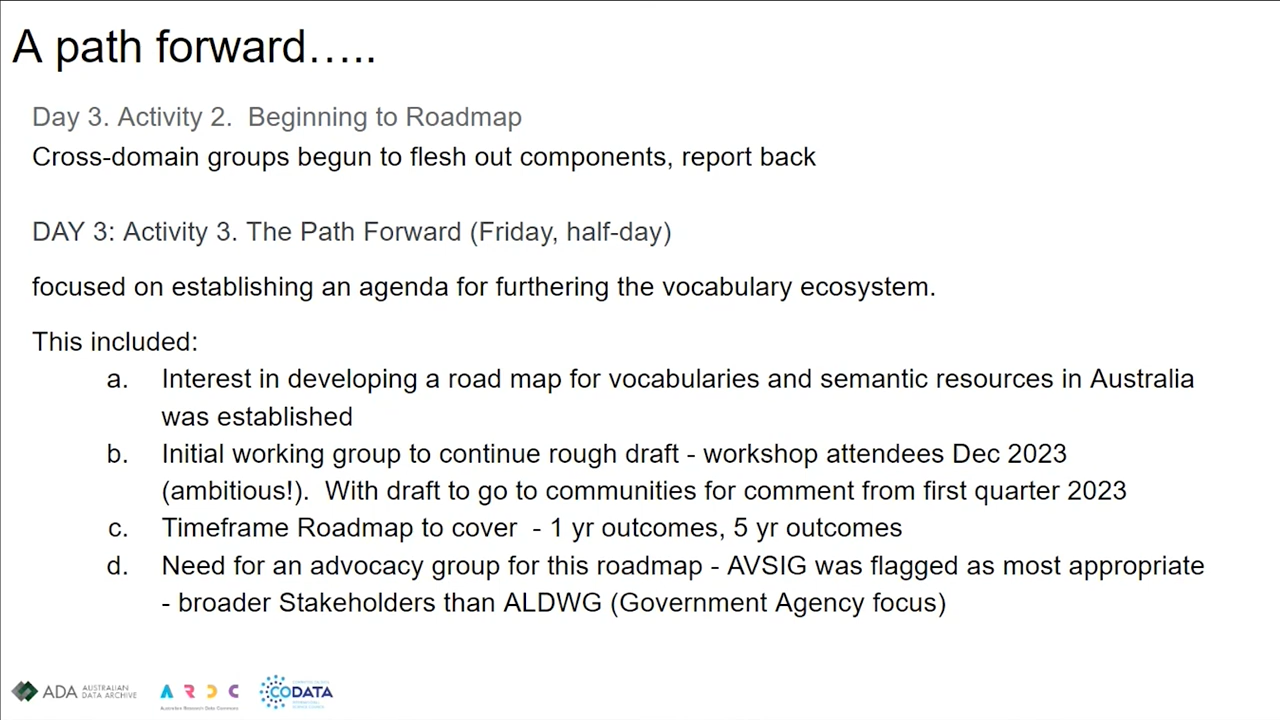 A path forward…..
Day 3. Activity 2.  Beginning to Roadmap
Cross-domain groups begun to flesh out components, report back
DAY 3: Activity 3. The Path Forward (Friday, half-day)
focused on establishing an agenda for furthering the vocabulary ecosystem.
This included:
a. Interest in developing a road map for vocabularies and semantic resources in Australia
was established
b. Initial working group to continue rough draft - workshop attendees Dec 2023
(ambitious!).  With draft to go to communities for comment from first quarter 2023
c. Timeframe Roadmap to cover  - 1 yr outcomes, 5 yr outcomes
d. Need for an advocacy group for this roadmap - AVSIG was flagged as most appropriate
- broader Stakeholders than ALDWG (Government Agency focus)
ADA AUSTRALIAN
DATA ARCHIVE
ARDC
Australian Research Data Commons
CODATA